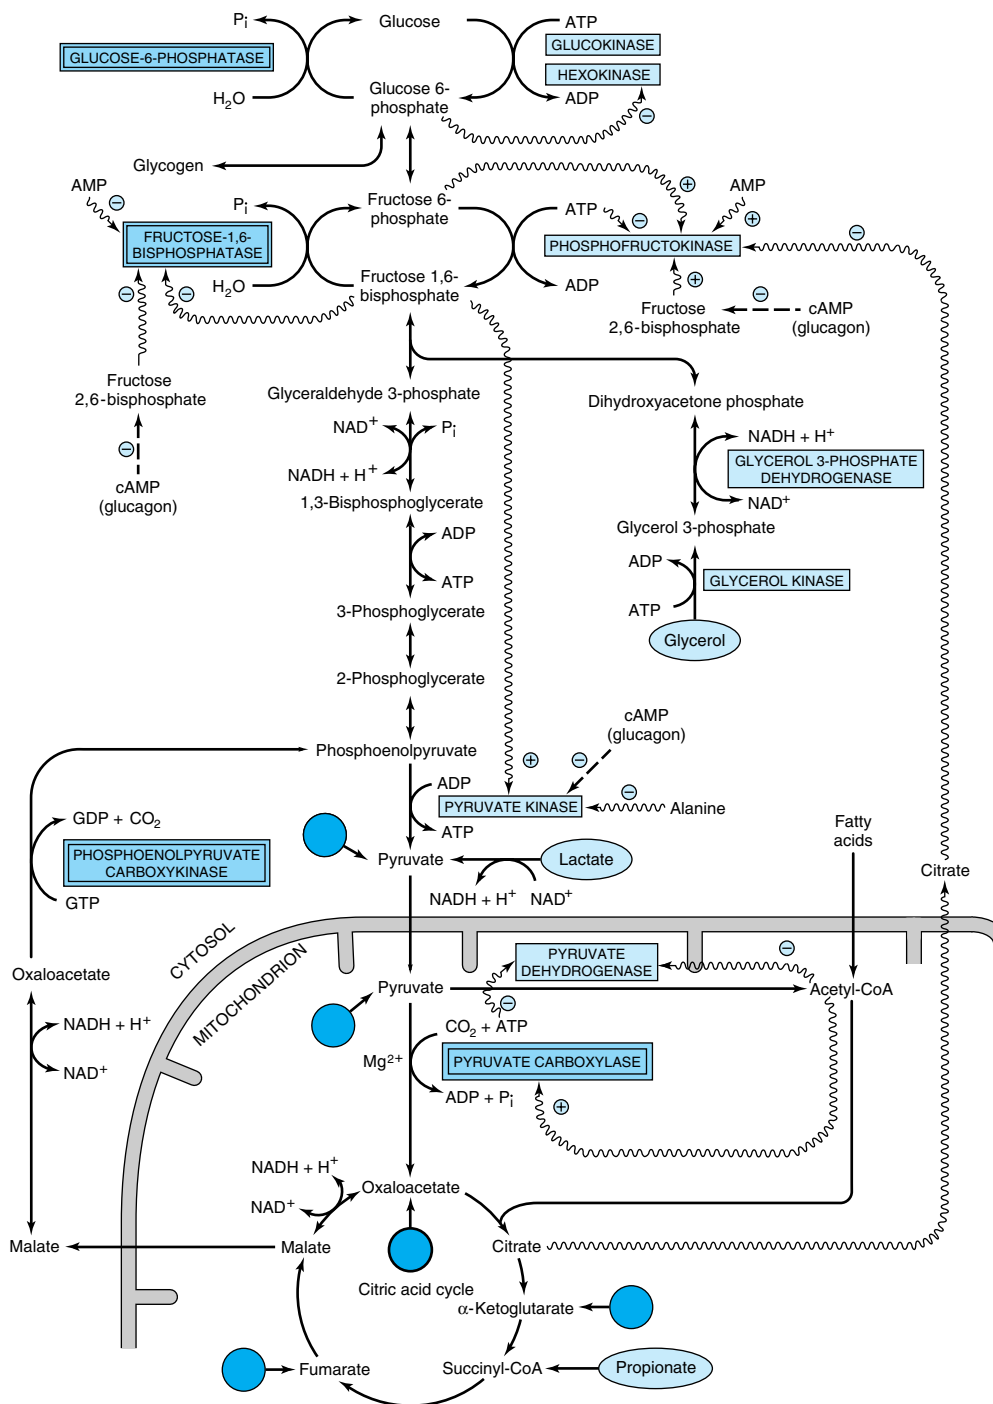 Pi
Glucose
ATP
GLUCOSE-6-PHOSPHATASE
GLUCOKINASE
HEXOKINASE
H2O
Glucose 6-
phosphate
ADP
−
Glycogen
AMP
−
Pi
Fructose 6-
phosphate
+
ATP
−
AMP
+
−
FRUCTOSE-1,6-
BISPHOSPHATASE
PHOSPHOFRUCTOKINASE
H2O
Fructose 1,6-
bisphosphate
ADP
+
−
−
Fructose
2,6-bisphosphate
−
cAMP
(glucagon)
Fructose
2,6-bisphosphate
Glyceraldehyde 3-phosphate
Dihydroxyacetone phosphate
−
cAMP
(glucagon)
NAD+
Pi
NADH + H+
NADH + H+
GLYCEROL 3-PHOSPHATE
DEHYDROGENASE
NAD+
1,3-Bisphosphoglycerate
Glycerol 3-phosphate
ADP
ATP
ADP
GLYCEROL KINASE
ATP
3-Phosphoglycerate
Glycerol
2-Phosphoglycerate
cAMP
(glucagon)
Phosphoenolpyruvate
+
−
ADP
PYRUVATE KINASE
−
Alanine
ATP
GDP + CO2
PHOSPHOENOLPYRUVATE
CARBOXYKINASE
GTP
Pyruvate
Lactate
NADH + H+
NAD+
Fatty
acids
Citrate
CYTOSOL
MITOCHONDRION
Oxaloacetate
PYRUVATE
DEHYDROGENASE
−
Pyruvate
−
Acetyl-CoA
NADH + H+
NAD+
CO2 + ATP
Mg2+
PYRUVATE CARBOXYLASE
ADP + Pi
+
NADH + H+
NAD+
Oxaloacetate
Malate
Malate
Citrate
Citric acid cycle
α-Ketoglutarate
Fumarate
Succinyl-CoA
Propionate